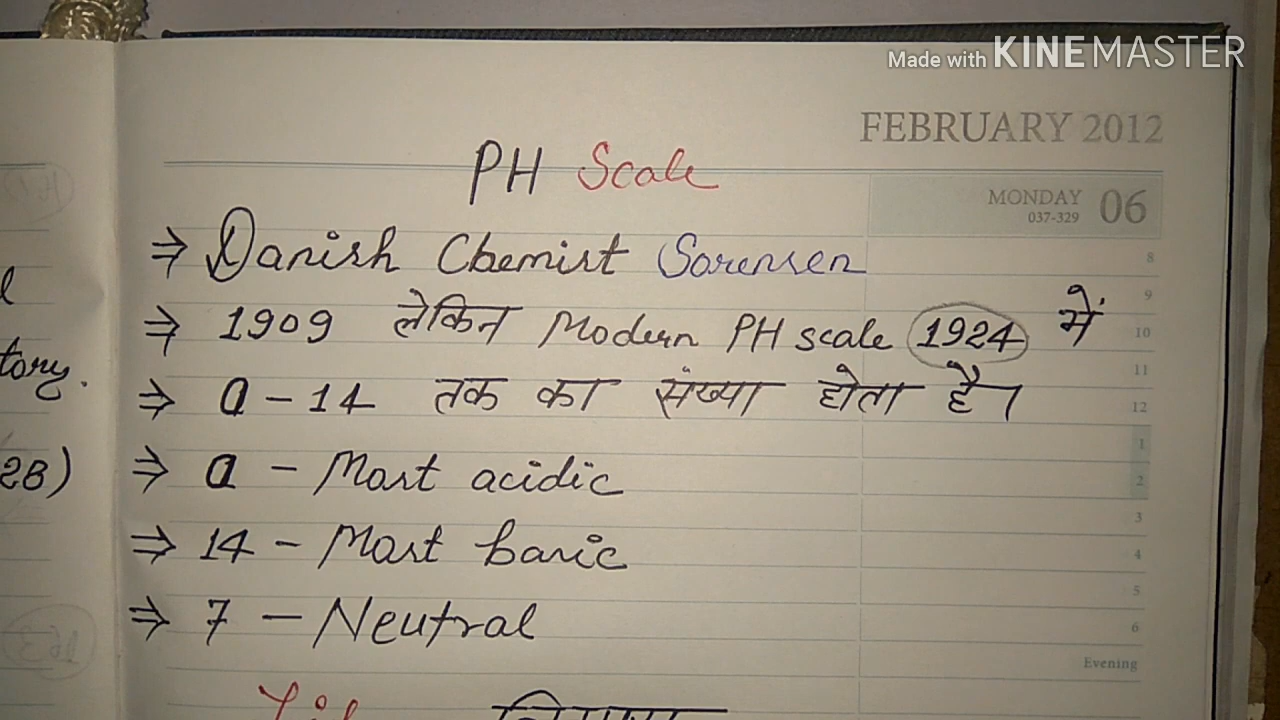 Made with KINEMASTER
FEBRUARY 2012
MONDAY 06
037-329
PH Scale
⇒ Danish Chemist Sorensen
⇒ 1909 लेकिन Modern PH scale 1924 में
⇒ 0-14 तक का संख्या होता है।
⇒ 0 - Most acidic
⇒ 14 - Most basic
⇒ 7 - Neutral
8
9
10
11
12
1
2
3
4
5
6
Evening
tory.
2B)